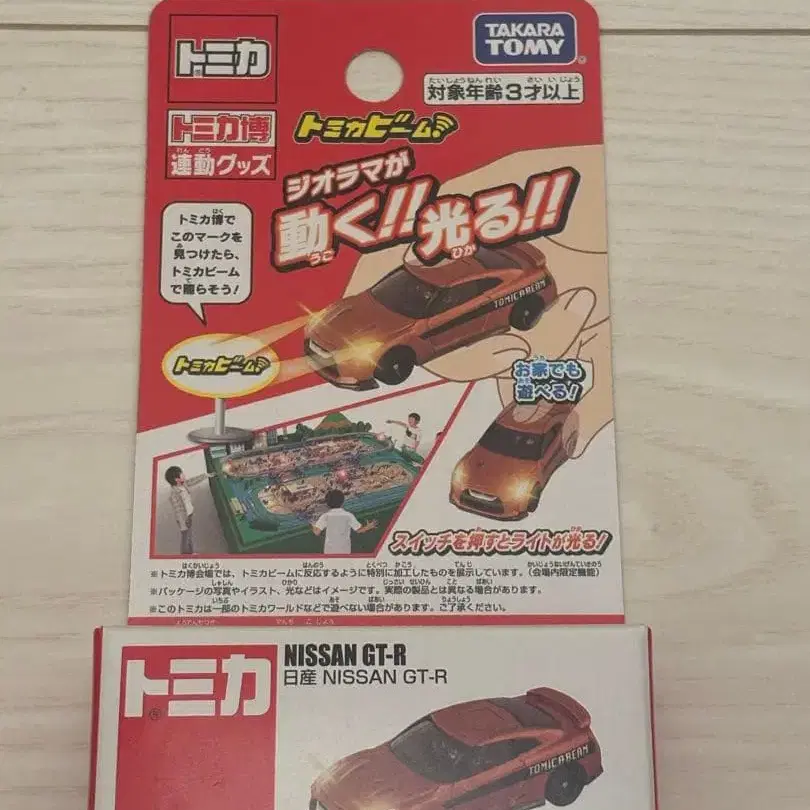 トミカ
TAKARA TOMY
対象年齢3才以上
トミカ博
連動グッズ
トミカビーム
ジオラマが
動く!!光る!!
トミカ博で
このマークを
見つけたら、
トミカビーム
で照らそう!
TOMICABEAM
トミカビーム
お家でも
遊べる!
スイッチを押すとライトが光る!
※トミカ博会場では、トミカビームに反応するように特別に加工したものを展示しています。(会場内限定機能)
※パッケージの写真やイラスト、光などはイメージです。実際の製品とは異なる場合があります。
※このトミカは一部のトミカワールドなどで遊べない場合があります。ご了承ください。
トミカ
NISSAN GT-R
日産 NISSAN GT-R
TOMICABEAM